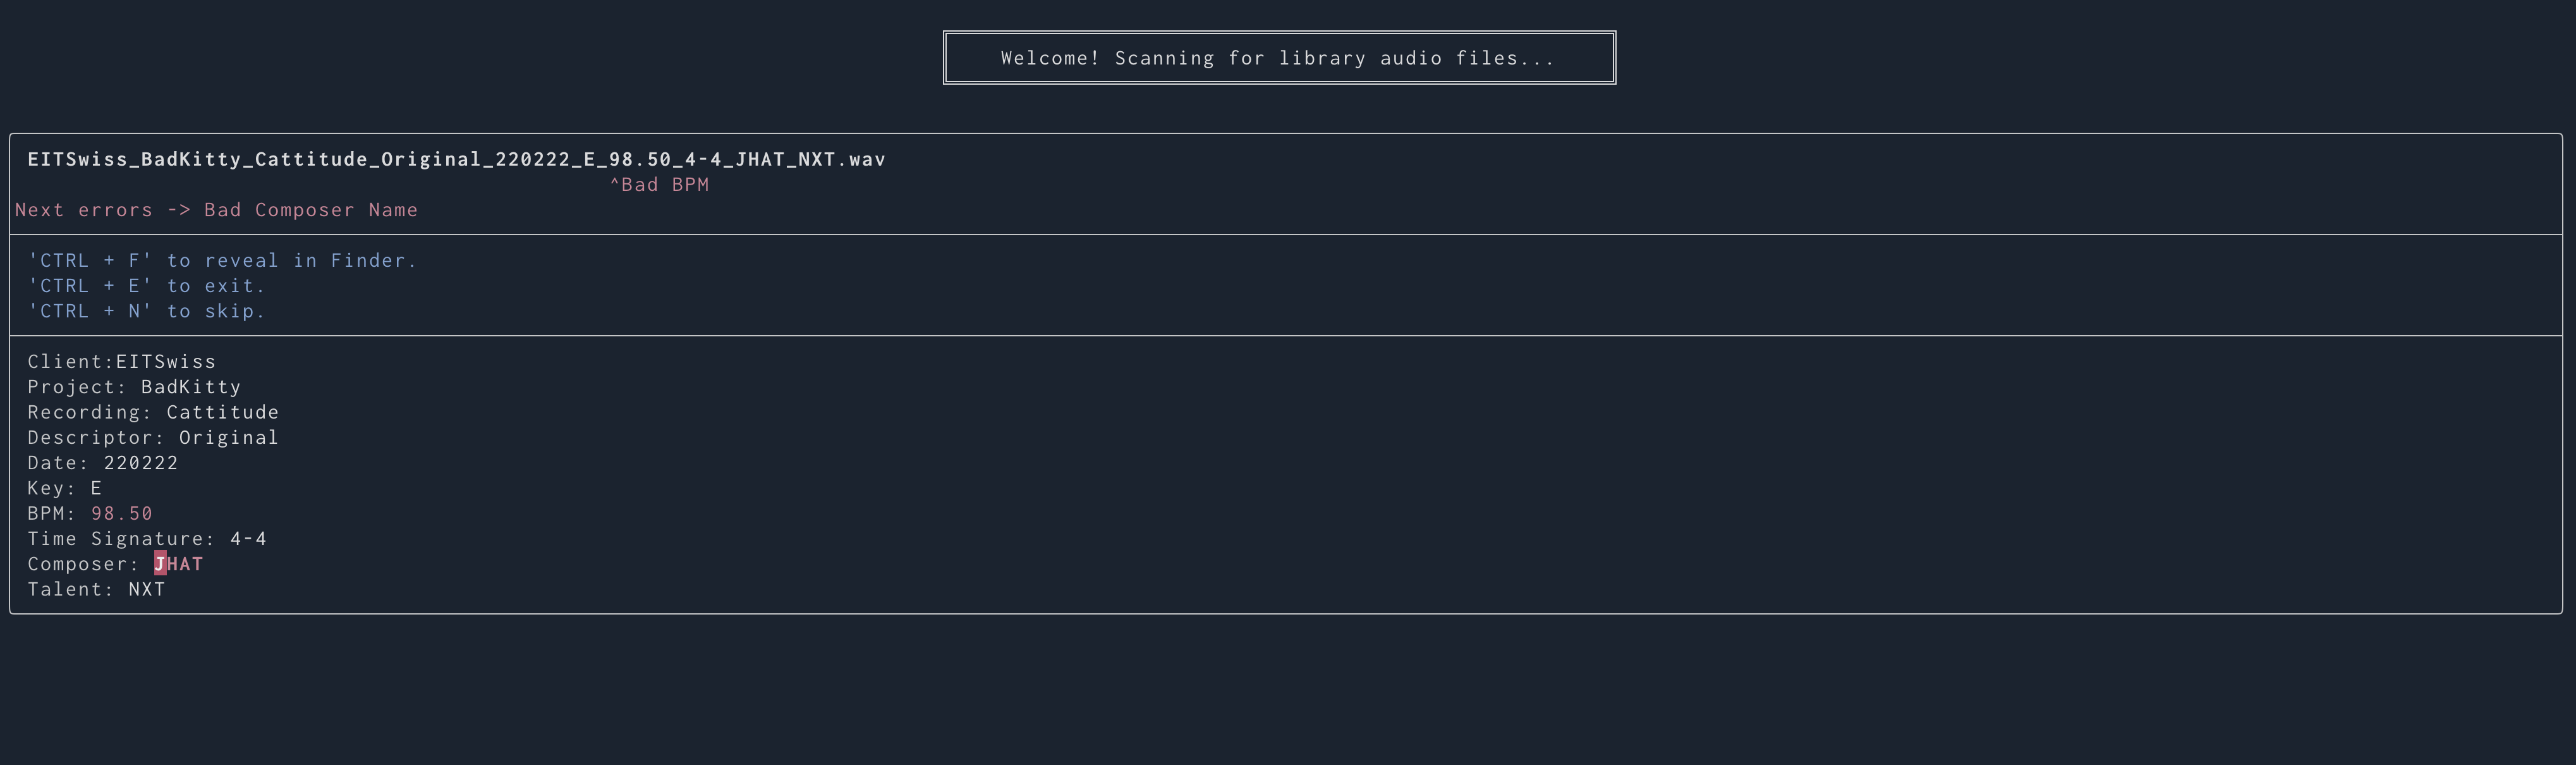 Welcome! Scanning for library audio files...
EITSwiss_BadKitty_Cattitude_Original_220222_E_98.50_4-4_JHAT_NXT.wav
^Bad BPM
Next errors -> Bad Composer Name
'CTRL + F' to reveal in Finder.
'CTRL + E' to exit.
'CTRL + N' to skip.
Client:EITSwiss
Project: BadKitty
Recording: Cattitude
Descriptor: Original
Date: 220222
Key: E
BPM: 98.50
Time Signature: 4-4
Composer: JHAT
Talent: NXT